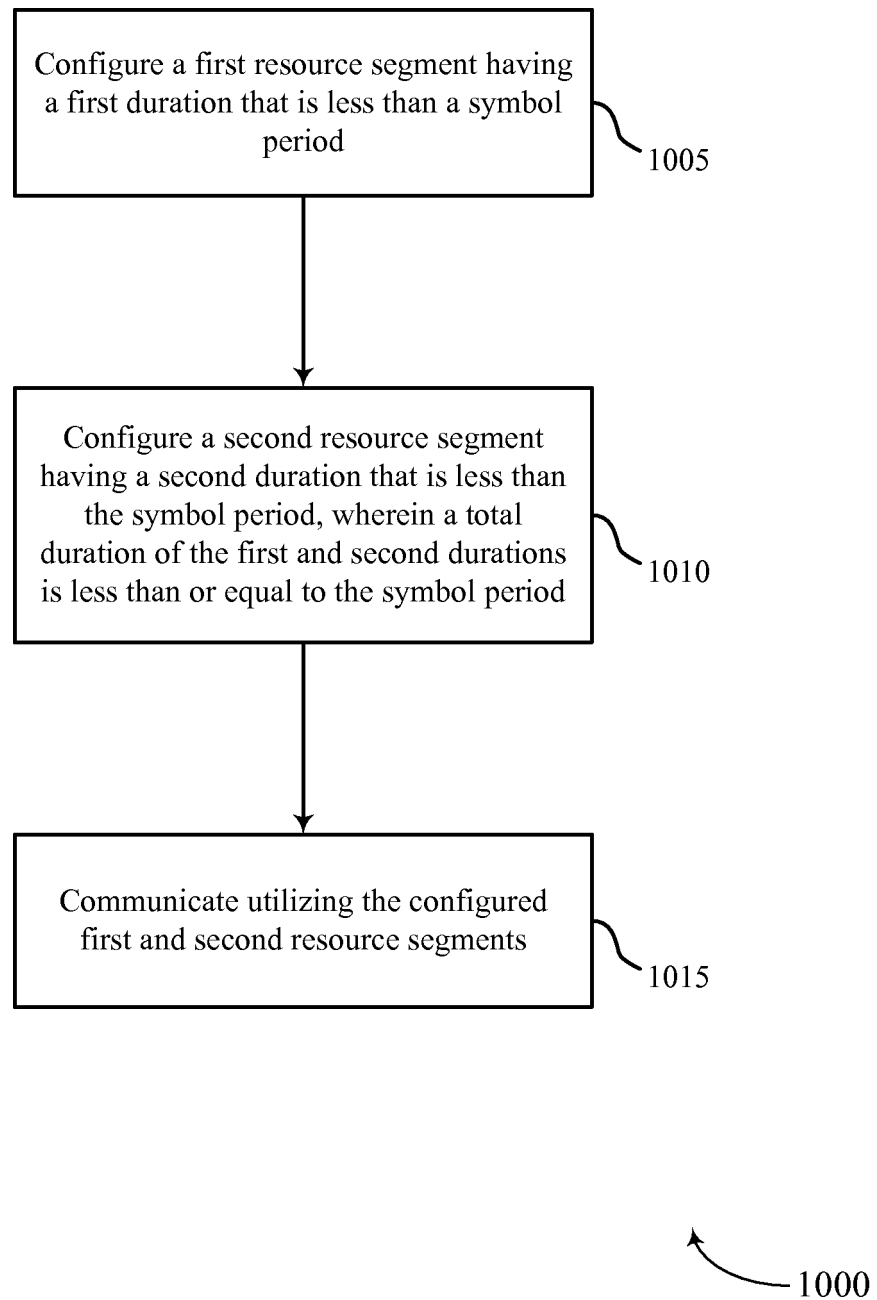 Configure a first resource segment having
a first duration that is less than a symbol
period
1005
Configure a second resource segment
having a second duration that is less than
the symbol period, wherein a total
duration of the first and second durations
is less than or equal to the symbol period
1010
Communicate utilizing the configured
first and second resource segments
1015
1000